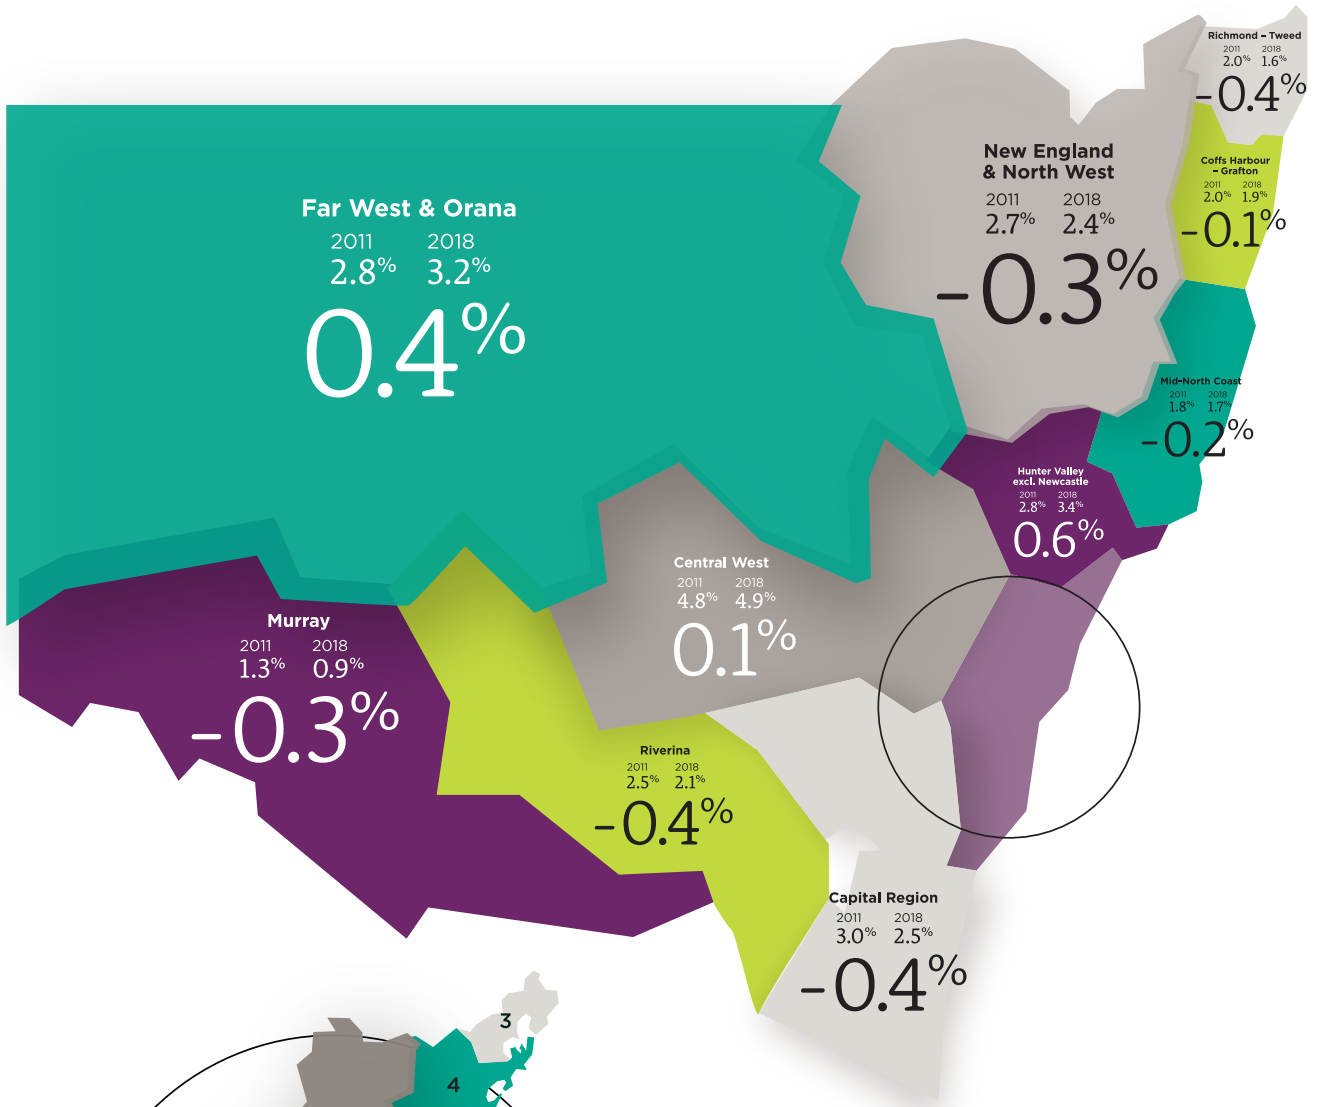 Richmond – Tweed
2011 2018
2.0% 1.6%
-0.4%
Coffs Harbour
– Grafton
2011 2018
2.0% 1.9%
-0.1%
New England
& North West
2011 2018
2.7% 2.4%
-0.3%
Far West & Orana
2011 2018
2.8% 3.2%
0.4%
Mid-North Coast
2011 2018
1.8% 1.7%
-0.2%
Hunter Valley
excl. Newcastle
2011 2018
2.8% 3.4%
0.6%
Central West
2011 2018
4.8% 4.9%
0.1%
Murray
2011 2018
1.3% 0.9%
-0.3%
Riverina
2011 2018
2.5% 2.1%
-0.4%
Capital Region
2011 2018
3.0% 2.5%
-0.4%
3
4